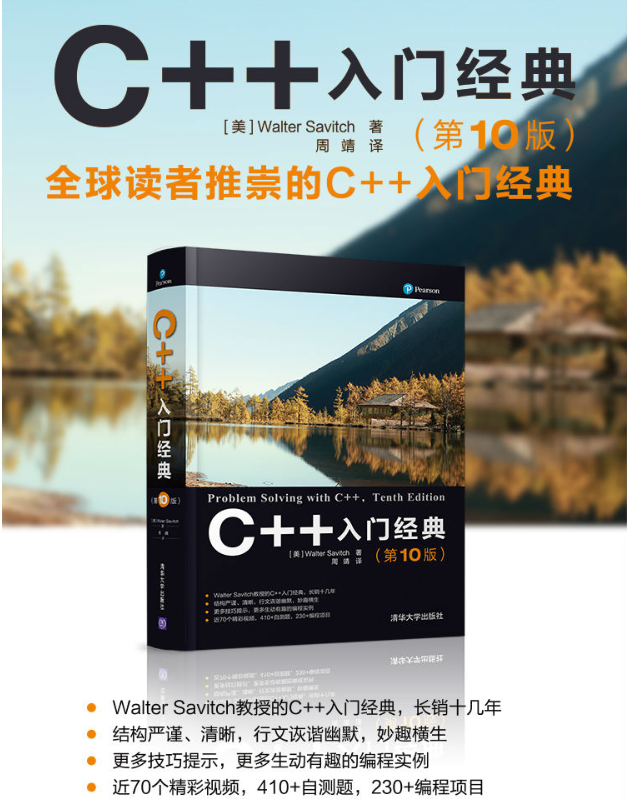 C++入门经典
[美]Walter Savitch 著
周靖 译
(第10版)
全球读者推崇的C++入门经典
Pearson
C++入门经典
(第10版)
[美]Walter Savitch
著
周靖
译
清华大学出版社
Pearson
Problem Solving with C++, Tenth Edition
C++入门经典
[美]Walter Savitch 著
周靖 译
(第10版)
Walter Savitch教授的C++入门经典，长销十几年
结构严谨、清晰，行文诙谐幽默，妙趣横生
更多技巧提示，更多生动有趣的编程实例
近70个精彩视频，410+自测题，230+编程项目
清华大学出版社
Walter Savitch教授的C++入门经典，长销十几年
结构严谨、清晰，行文诙谐幽默，妙趣横生
更多技巧提示，更多生动有趣的编程实例
近70个精彩视频，410+自测题，230+编程项目